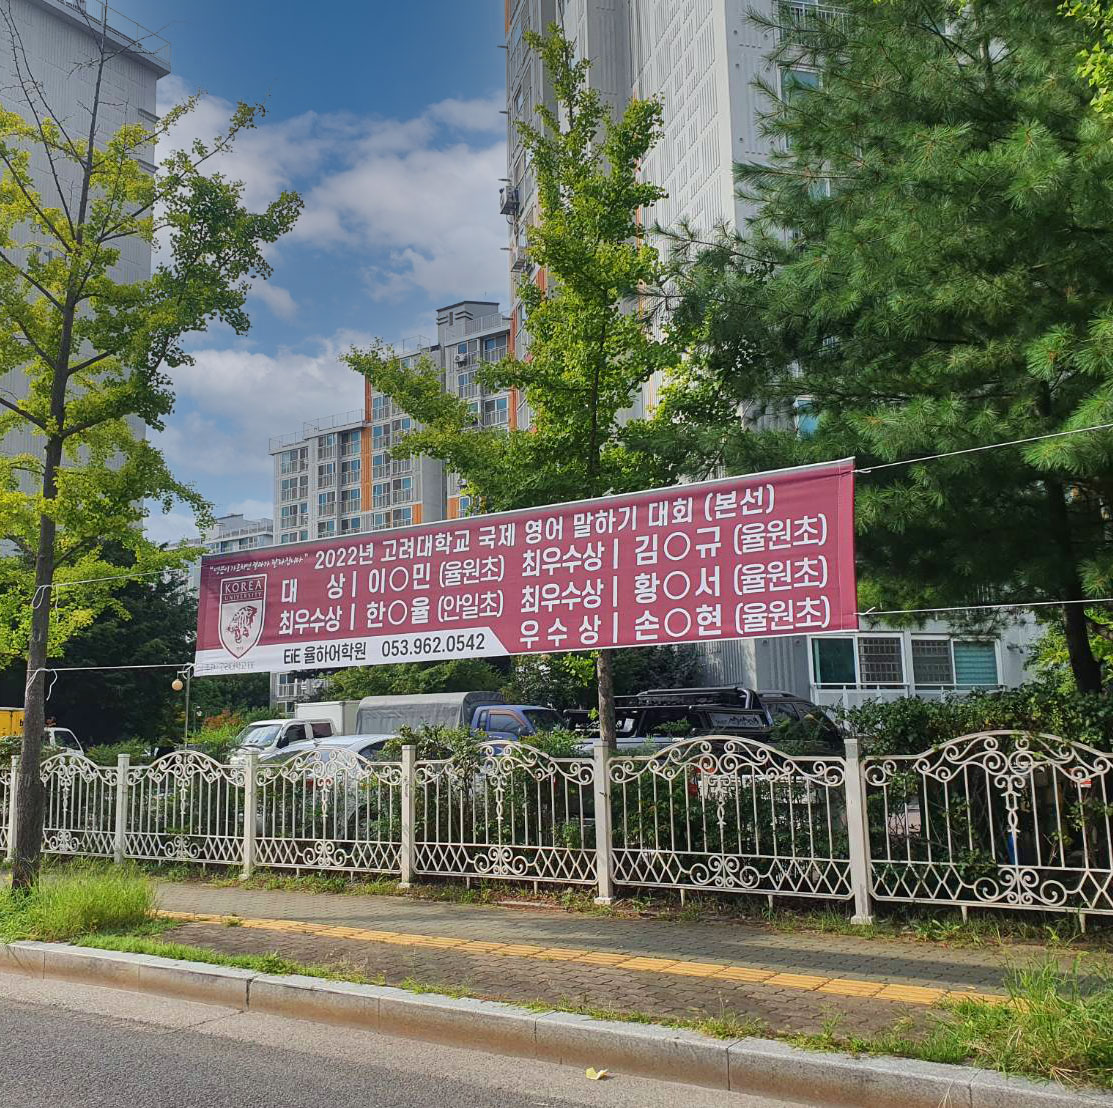 2022년 고려대학교 국제 영어 말하기 대회 (본선)
KOREA
UNIVERSITY
대 상 | 이○민 (율원초)
최우수상 | 한○율 (안일초)
최우수상 | 김○규 (율원초)
최우수상 | 황○서 (율원초)
우 수 상 | 손○현 (율원초)
EiE 율하어학원 053.962.0542